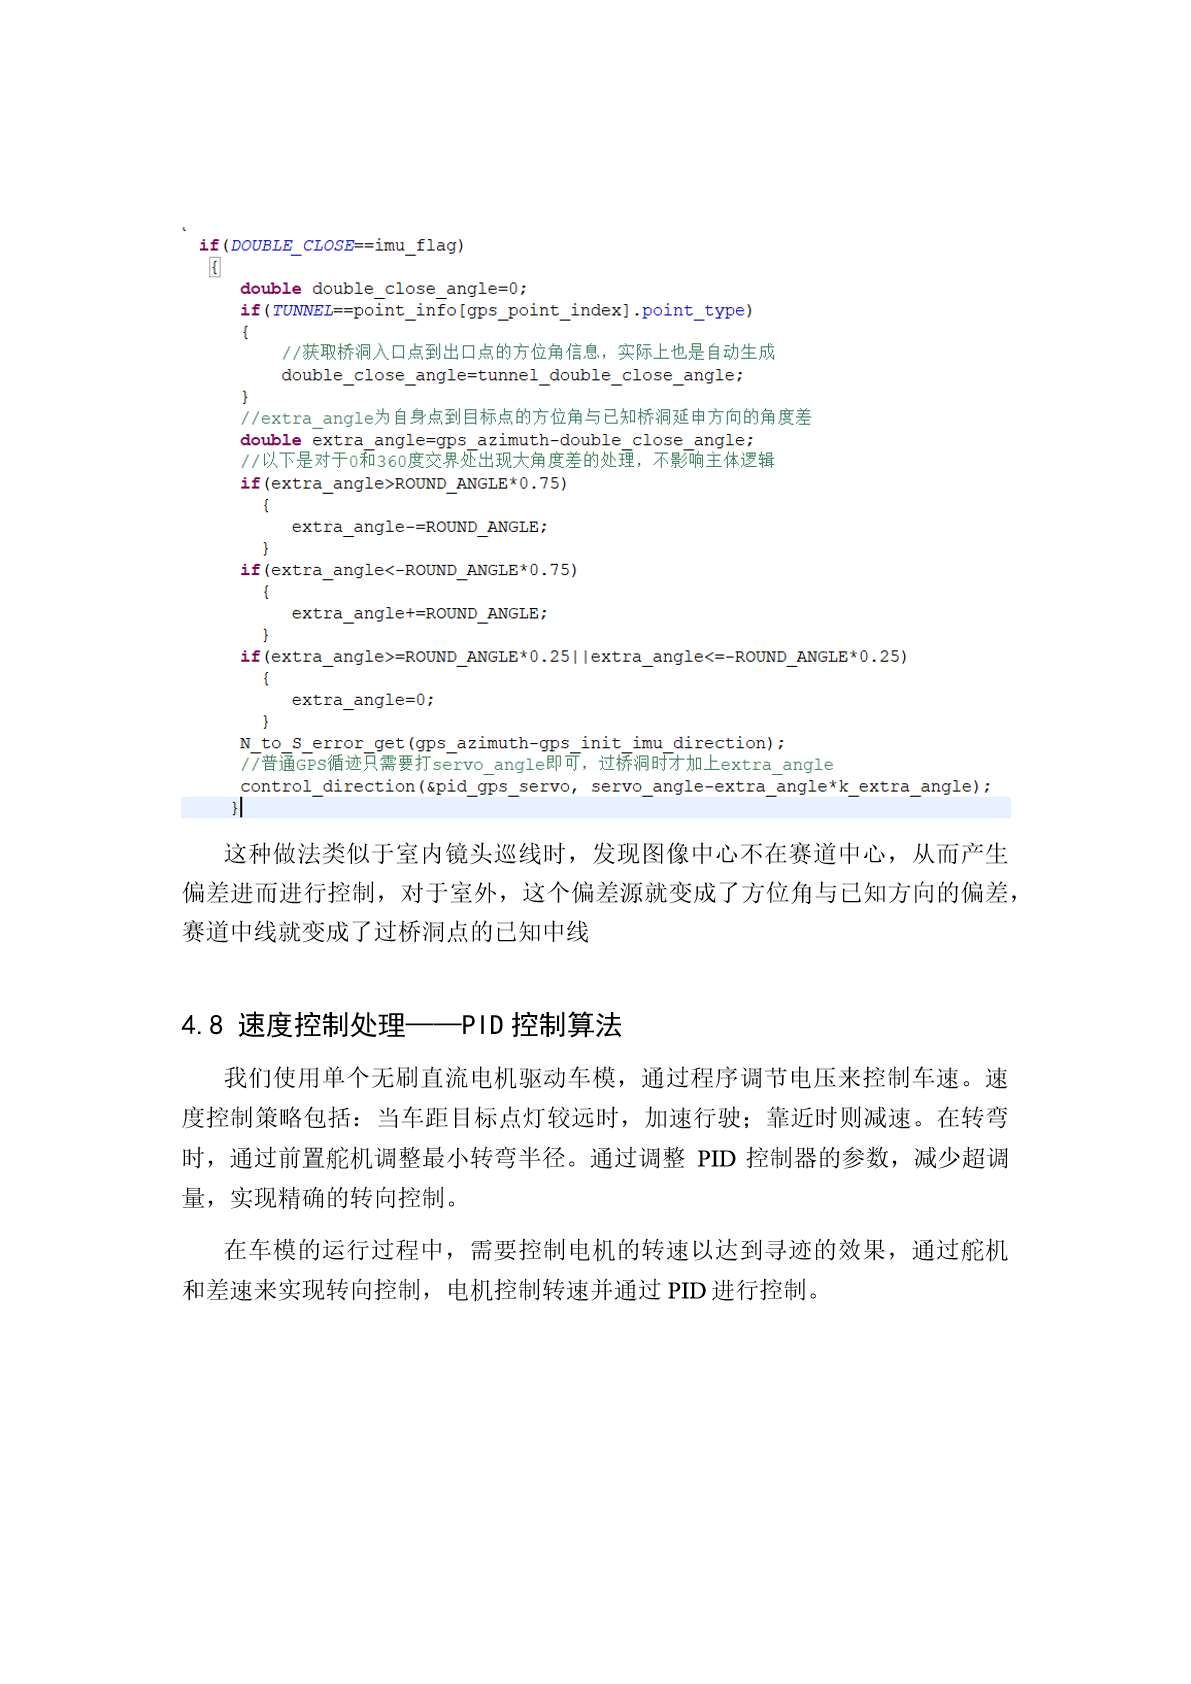 {
if(DOUBLE_CLOSE==imu_flag)
{
double double_close_angle=0;
if(TUNNEL==point_info[gps_point_index].point_type)
{
//获取桥洞入口点到出口点的方位角信息，实际上也是自动生成
double_close_angle=tunnel_double_close_angle;
}
//extra_angle为自身点到目标点的方位角与已知桥洞延申方向的角度差
double extra_angle=gps_azimuth-double_close_angle;
//以下是对于0和360度交界处出现大角度差的处理，不影响主体逻辑
if(extra_angle>ROUND_ANGLE*0.75)
{
extra_angle-=ROUND_ANGLE;
}
if(extra_angle<-ROUND_ANGLE*0.75)
{
extra_angle+=ROUND_ANGLE;
}
if(extra_angle>=ROUND_ANGLE*0.25||extra_angle<=-ROUND_ANGLE*0.25)
{
extra_angle=0;
}
N_to_S_error_get(gps_azimuth-gps_init_imu_direction);
//普通GPS循迹只需要打servo_angle即可，过桥洞时才加上extra_angle
control_direction(&pid_gps_servo, servo_angle-extra_angle*k_extra_angle);
}
这种做法类似于室内镜头巡线时，发现图像中心不在赛道中心，从而产生
偏差进而进行控制，对于室外，这个偏差源就变成了方位角与已知方向的偏差，
赛道中线就变成了过桥洞点的已知中线
4.8 速度控制处理——PID 控制算法
我们使用单个无刷直流电机驱动车模，通过程序调节电压来控制车速。速
度控制策略包括：当车距目标点灯较远时，加速行驶；靠近时则减速。在转弯
时，通过前置舵机调整最小转弯半径。通过调整 PID 控制器的参数，减少超调
量，实现精确的转向控制。
在车模的运行过程中，需要控制电机的转速以达到寻迹的效果，通过舵机
和差速来实现转向控制，电机控制转速并通过 PID 进行控制。